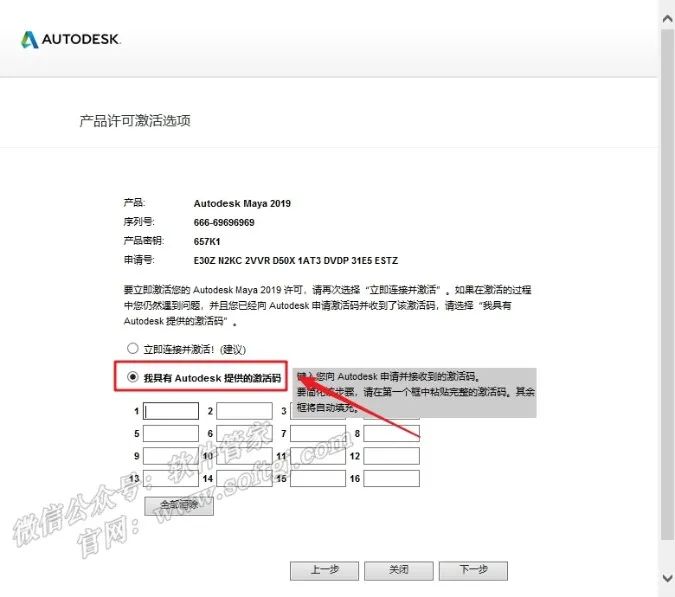 AUTODESK.
产品许可激活选项
产品: Autodesk Maya 2019
序列号: 666-69696969
产品密钥: 657K1
申请号: E30Z N2KC 2VVR D50X 1AT3 DVDP 31E5 ESTZ
要立即激活您的 Autodesk Maya 2019 许可，请再次选择“立即连并激活”。如果在激活的过程
中您仍然遇到问题，并且您已经向 Autodesk 申请激活码并收到了该激活码，请选择“我具有
Autodesk 提供的激活码”。
立即连接并激活! (建议)
我具有 Autodesk 提供的激活码
键入您向 Autodesk 申请并接收到的激活码。
要简化该步骤，请在第一个框中粘贴完整的激活码。其余
框将自动填充。
1 2 3
5 6 7 8
9 10 11 12
13 14 15 16
全部清除
微信公众号：软件管家
官网：www.softej.com
上一步 关闭 下一步